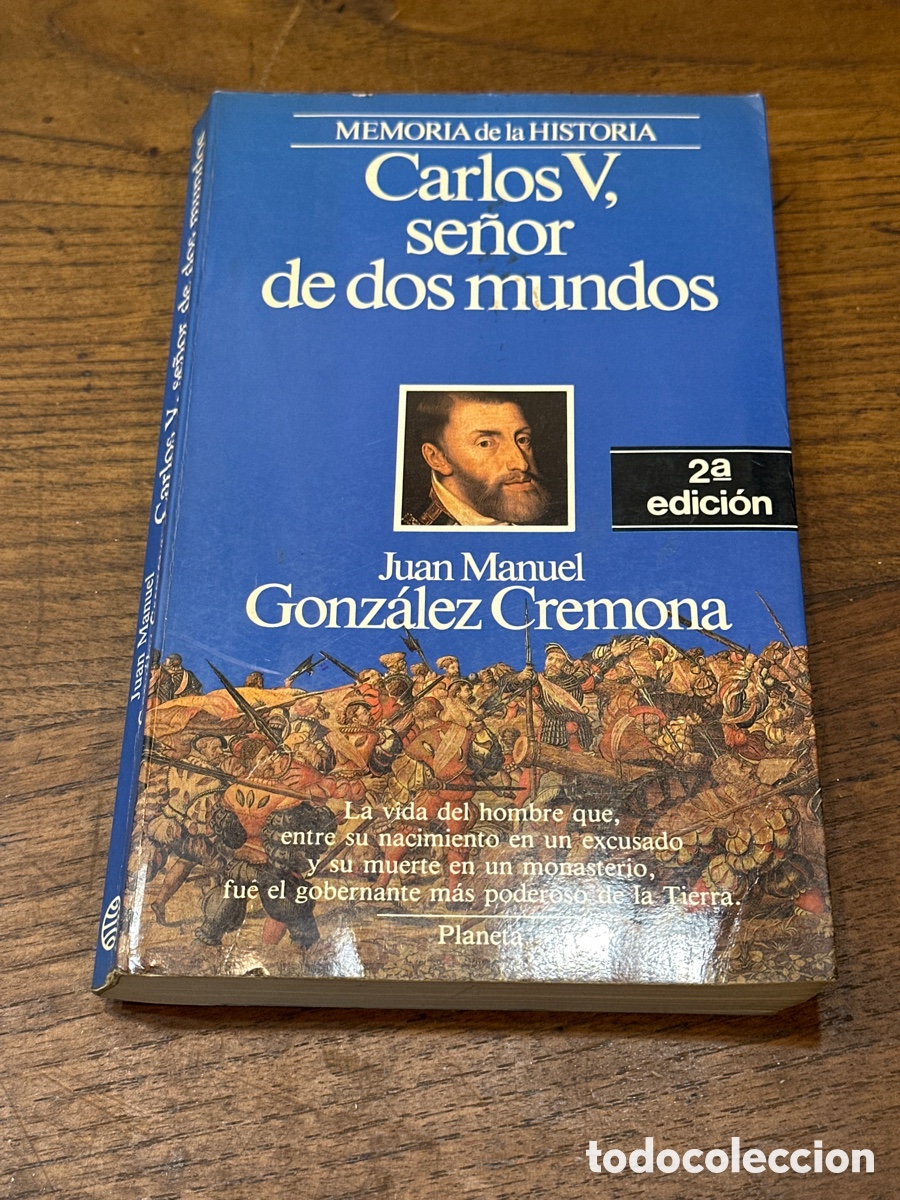 MEMORIA de la HISTORIA
Carlos V,
señor
de dos mundos
2ª
edición
Juan Manuel
González Cremona
La vida del hombre que,
entre su nacimiento en un excusado
y su muerte en un monasterio,
fue el gobernante más poderoso de la Tierra.
Planeta
Juan Manuel
Carlos V, señor de dos mundos
todocoleccion